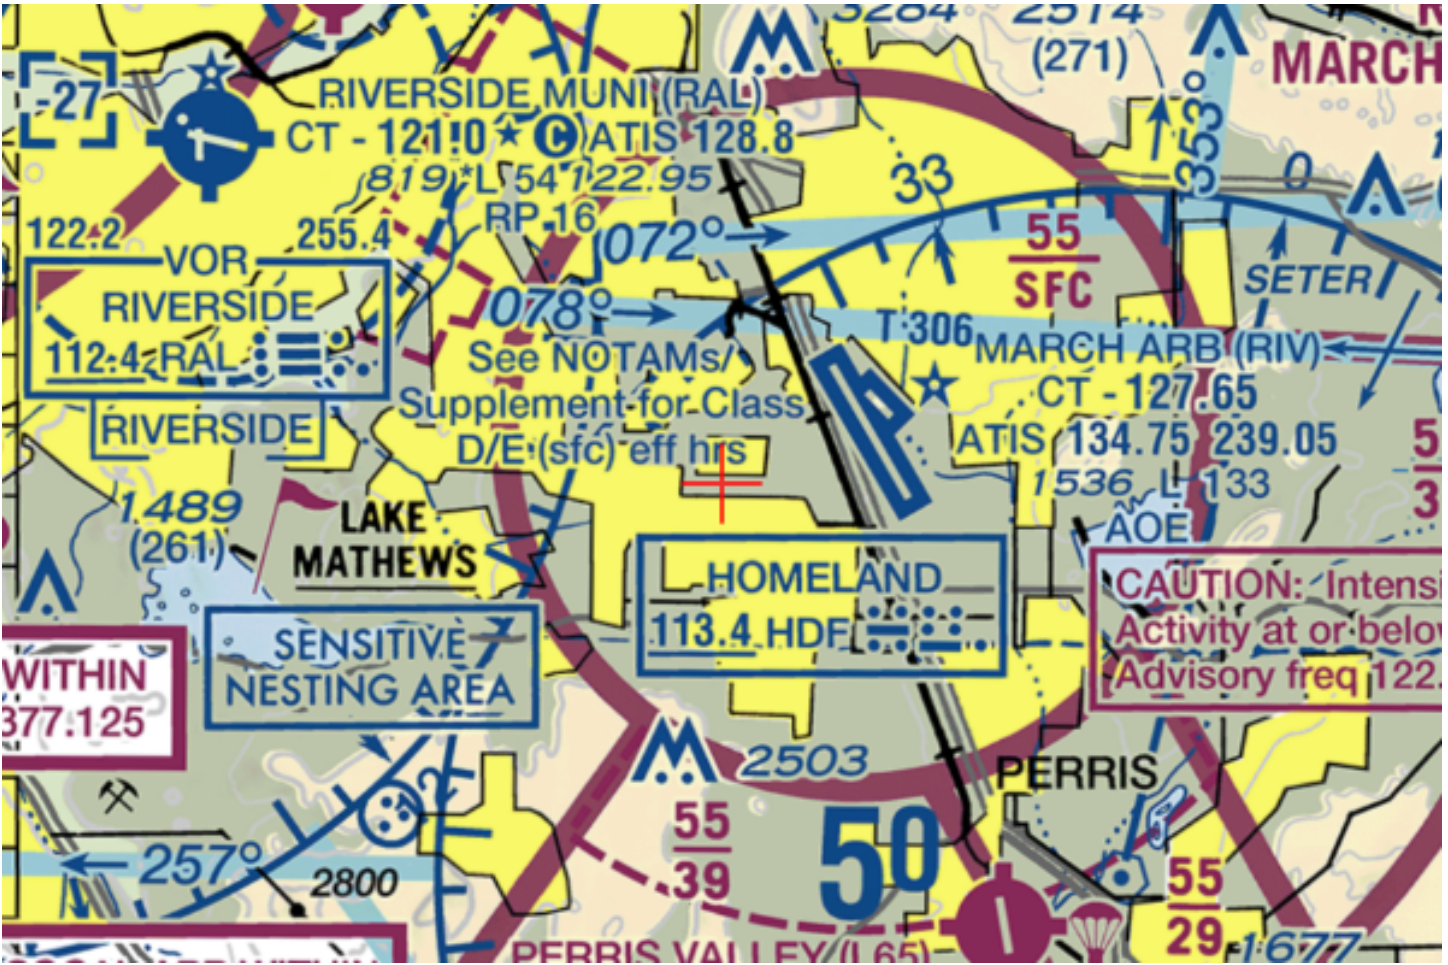 3284
2514
(271)
MARCH
-27
RIVERSIDE MUNI (RAL)
CT - 121.0 ★ C ATIS 128.8
819 *L 54 122.95
RP 16
353°
33
0
122.2
255.4
072°
55
SFC
VOR
RIVERSIDE
112.4 RAL
RIVERSIDE
078°
SETER
T 306
MARCH ARB (RIV)
CT - 127.65
ATIS 134.75 239.05
1536 L 133
AOE
See NOTAMs/
Supplement for Class
D/E (sfc) eff hrs
1489
(261)
LAKE
MATHEWS
5
3
HOMELAND
113.4 HDF
SENSITIVE
NESTING AREA
CAUTION: Intensi
Activity at or below
Advisory freq 122.
WITHIN
377.125
2503
PERRIS
12
55
39
50
257°
2800
55
29
1677
PERRIS VALLEY (L65)